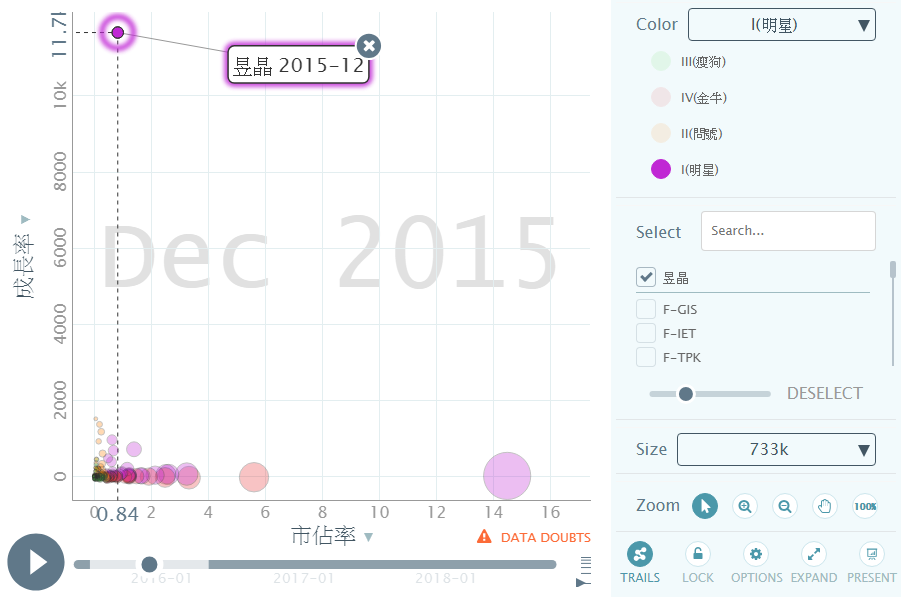 11.7k
10k
8000
6000
4000
2000
0
成長率 ▼
昱晶 2015-12
Dec 2015
0 2 4 6 8 10 12 14 16
0.84
市佔率 ▼
DATA DOUBTS
2016-01 2017-01 2018-01
Color I(明星) ▼
III(瘦狗)
IV(金牛)
II(問號)
I(明星)
Select Search...
昱晶
F-GIS
F-IET
F-TPK
DESELECT
Size 733k ▼
Zoom 100%
TRAILS LOCK OPTIONS EXPAND PRESENT